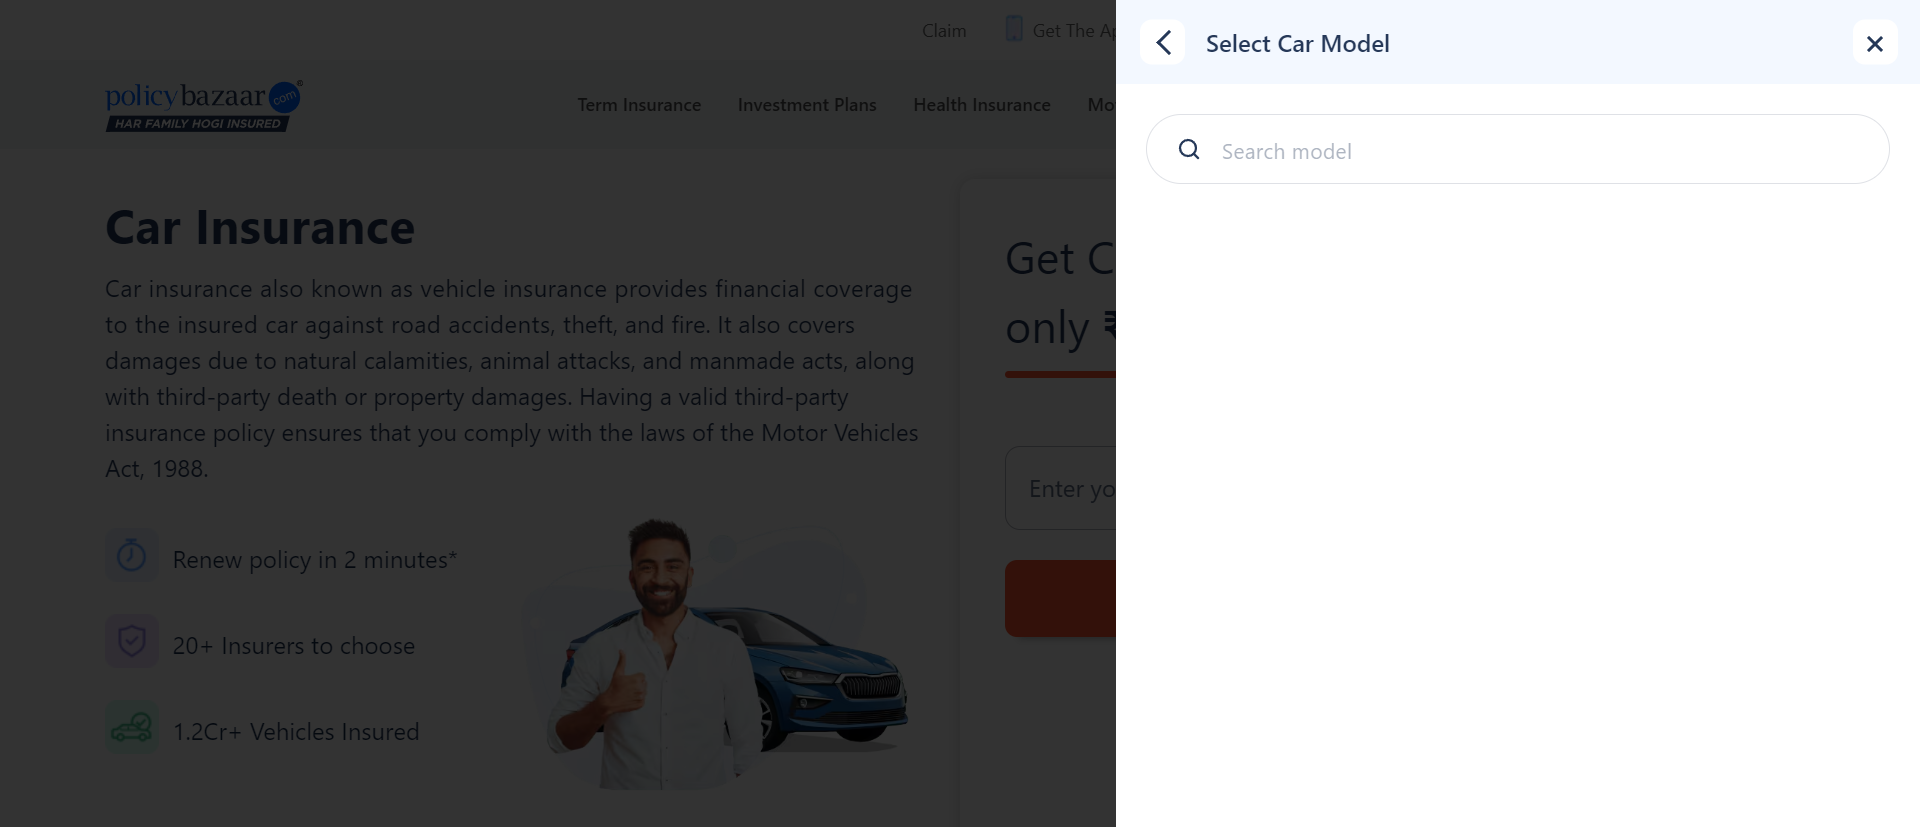 Claim
Get The Ap
policybazaar.com®
HAR FAMILY HOGI INSURED
Term Insurance
Investment Plans
Health Insurance
Mo
Car Insurance
Car insurance also known as vehicle insurance provides financial coverage
to the insured car against road accidents, theft, and fire. It also covers
damages due to natural calamities, animal attacks, and manmade acts, along
with third-party death or property damages. Having a valid third-party
insurance policy ensures that you comply with the laws of the Motor Vehicles
Act, 1988.
Renew policy in 2 minutes*
20+ Insurers to choose
1.2Cr+ Vehicles Insured
Get C
only ₹
Enter yo
Select Car Model
Search model